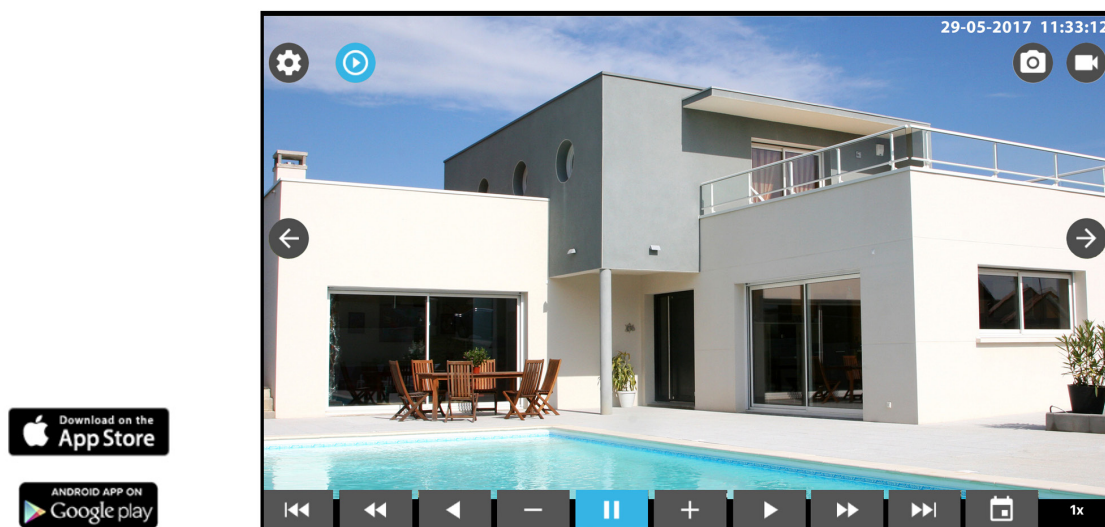 29-05-2017 11:33:12
Download on the
App Store
ANDROID APP ON
Google play
1x